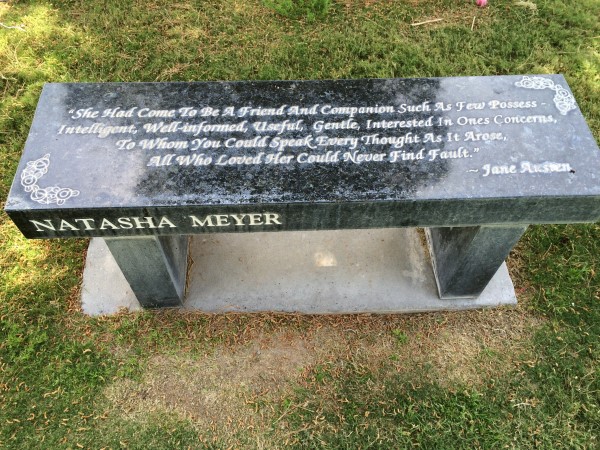 "She Had Come To Be A Friend And Companion Such As Few Possess -
Intelligent, Well-informed, Useful, Gentle, Interested In Ones Concerns,
To Whom You Could Speak Every Thought As It Arose,
All Who Loved Her Could Never Find Fault."
~ Jane Austen
NATASHA MEYER